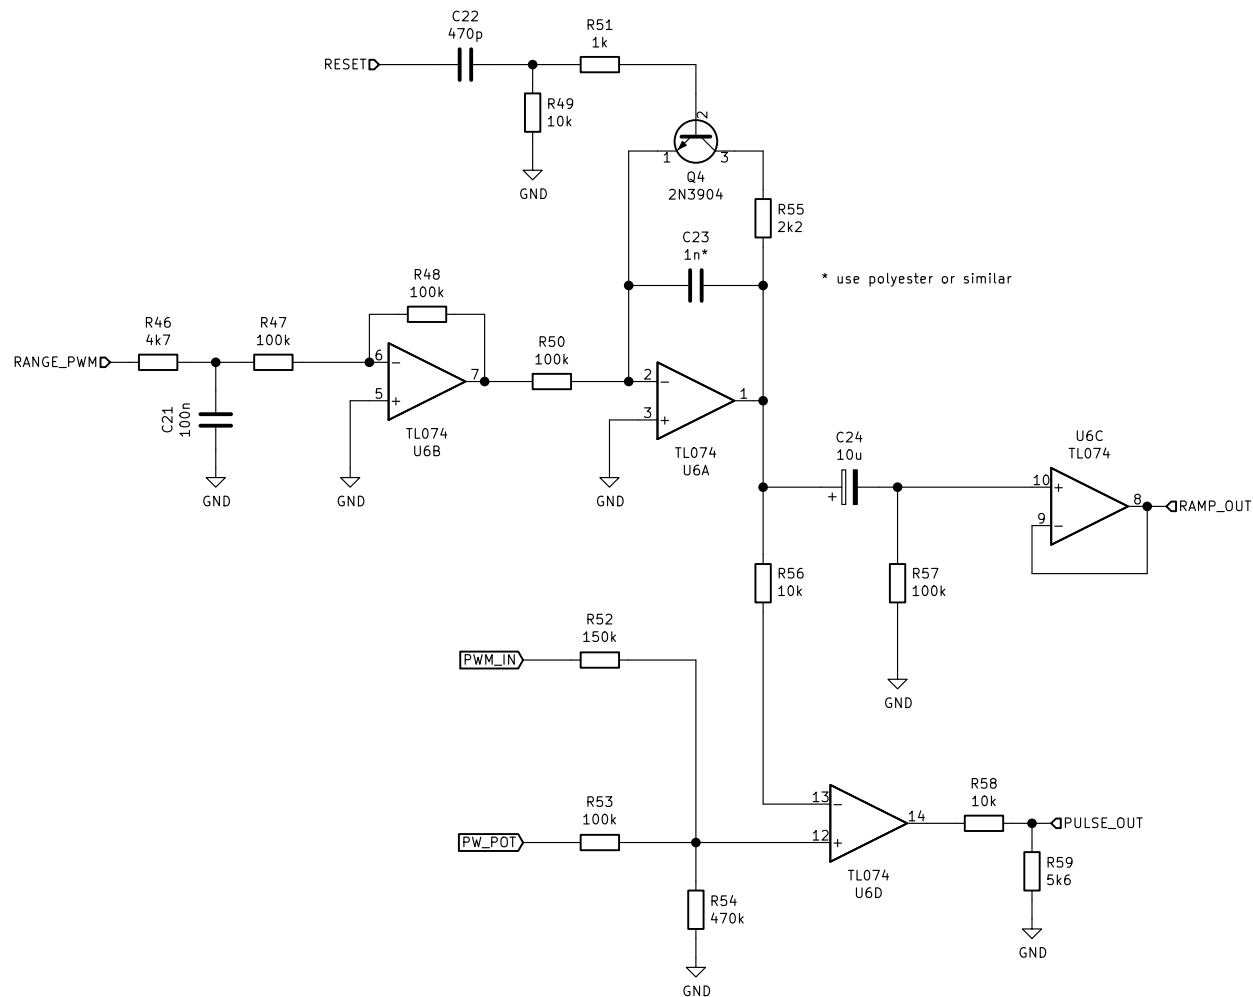 C22
470p
R51
1k
RESET
R49
10k
GND
2
1
3
Q4
2N3904
R55
2k2
C23
1n*
* use polyester or similar
R48
100k
R46
4k7
R47
100k
R50
100k
RANGE_PWM
6
−
7
5
+
2
−
1
3
+
C21
100n
TL074
U6B
TL074
U6A
GND
GND
GND
C24
10u
+
U6C
TL074
10
+
8
9
−
RAMP_OUT
R56
10k
R57
100k
GND
R52
150k
PWM_IN
R53
100k
PW_POT
13
−
12
+
14
TL074
U6D
R58
10k
PULSE_OUT
R59
5k6
GND
R54
470k
GND